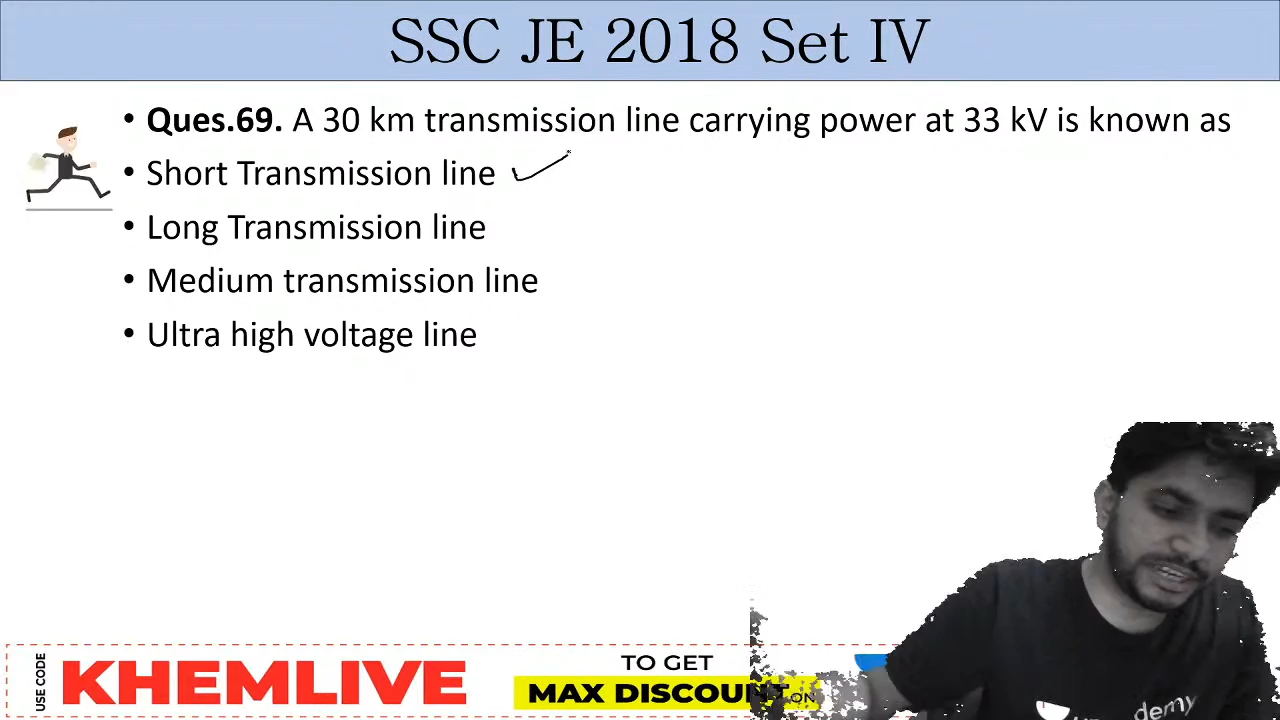 SSC JE 2018 Set IV
• Ques.69. A 30 km transmission line carrying power at 33 kV is known as
• Short Transmission line
• Long Transmission line
• Medium transmission line
• Ultra high voltage line
USE CODE
KHEMLIVE
TO GET
MAX DISCOUNT
ON